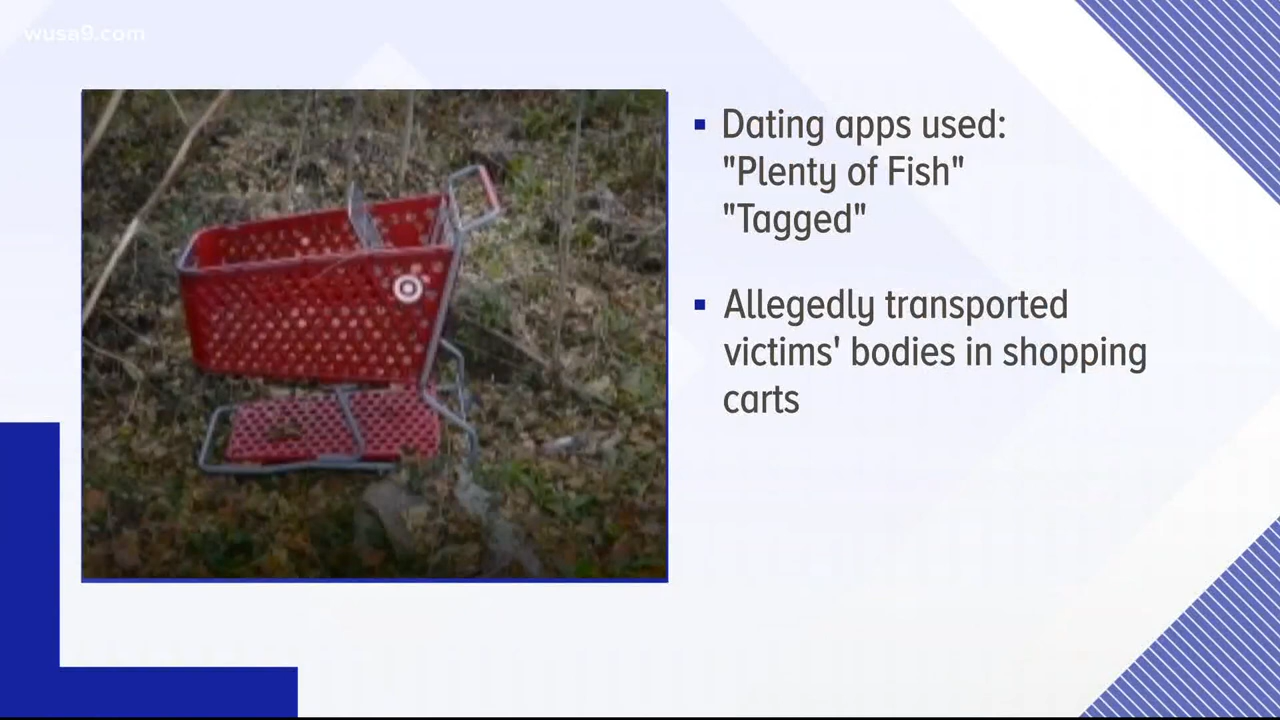 wusa9.com
Dating apps used:
"Plenty of Fish"
"Tagged"
Allegedly transported
victims' bodies in shopping
carts